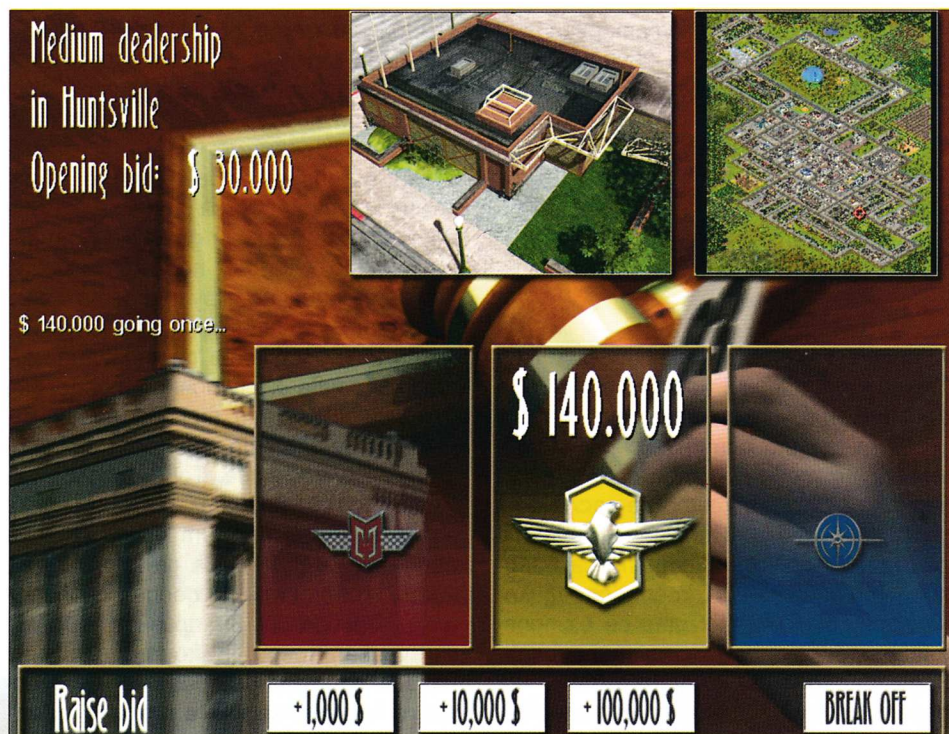 Medium dealership
in Huntsville
Opening bid: $ 30.000
$ 140.000 going once...
$ 140.000
Raise bid
+1,000 $
+10,000 $
+100,000 $
BREAK OFF